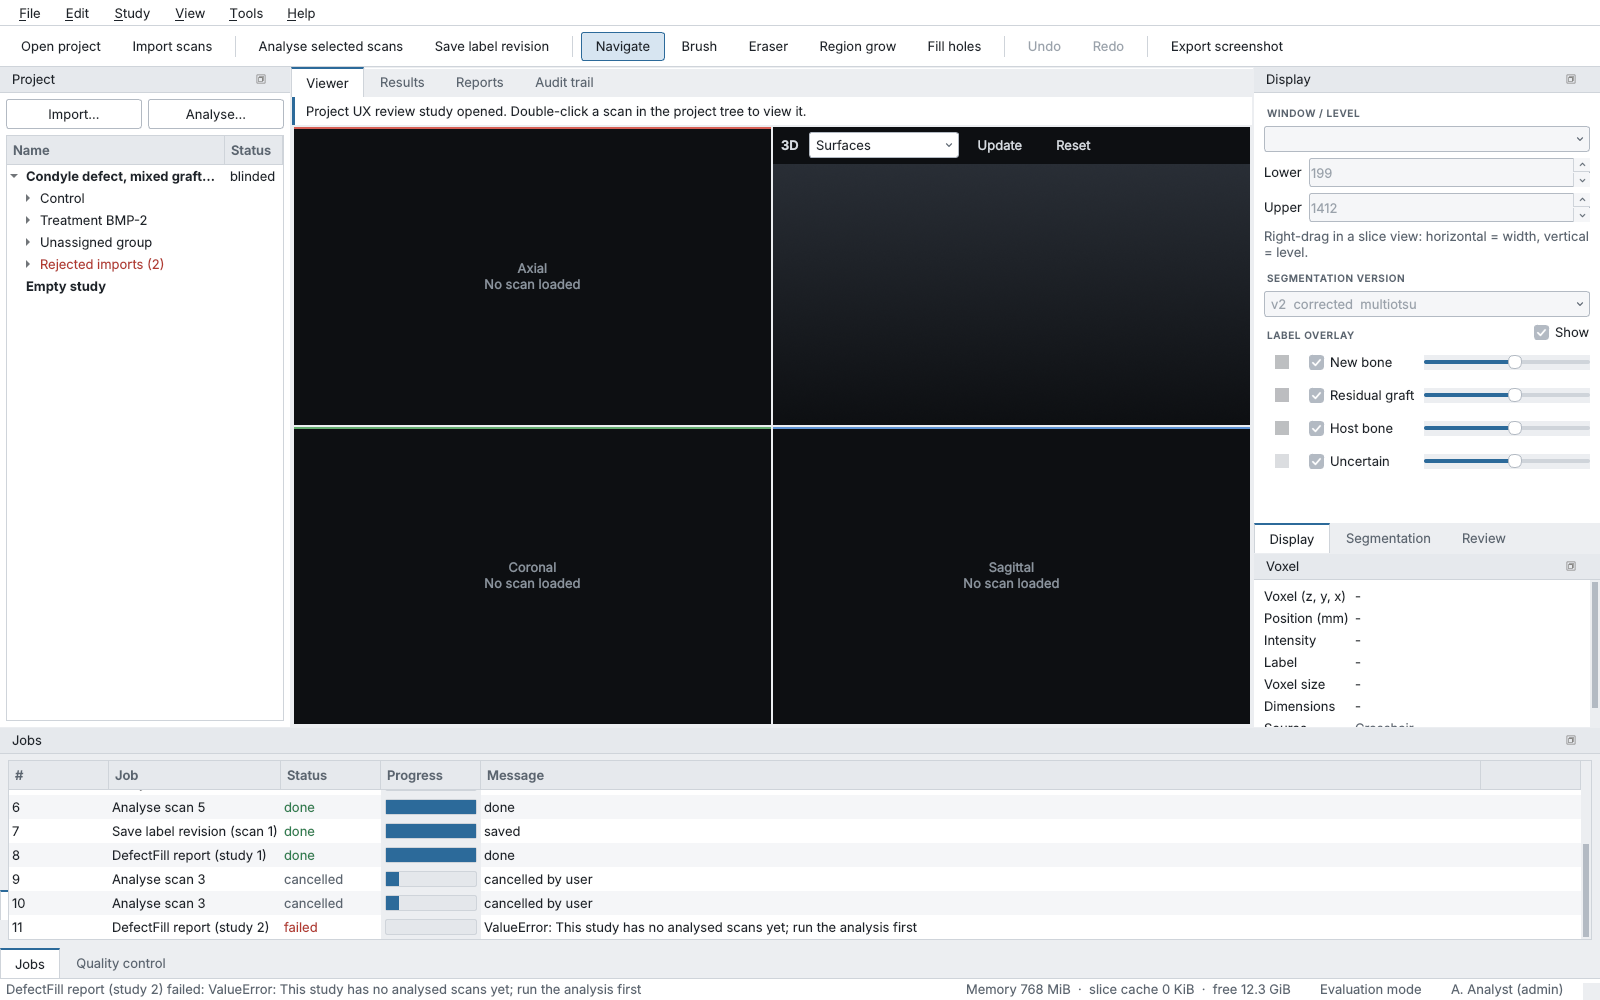 File Edit Study View Tools Help
Open project Import scans Analyse selected scans Save label revision Navigate Brush Eraser Region grow Fill holes Undo Redo Export screenshot
Project
Import... Analyse...
Name Status
Condyle defect, mixed graft... blinded
Control
Treatment BMP-2
Unassigned group
Rejected imports (2)
Empty study
Viewer Results Reports Audit trail
Project UX review study opened. Double-click a scan in the project tree to view it.
Axial
No scan loaded
3D Surfaces Update Reset
Coronal
No scan loaded
Sagittal
No scan loaded
Display
WINDOW / LEVEL
Lower 199
Upper 1412
Right-drag in a slice view: horizontal = width, vertical
= level.
SEGMENTATION VERSION
v2 corrected multiotsu
LABEL OVERLAY Show
New bone
Residual graft
Host bone
Uncertain
Display Segmentation Review
Voxel
Voxel (z, y, x) -
Position (mm) -
Intensity -
Label -
Voxel size -
Dimensions -
Jobs
# Job Status Progress Message
6 Analyse scan 5 done done
7 Save label revision (scan 1) done saved
8 DefectFill report (study 1) done done
9 Analyse scan 3 cancelled cancelled by user
10 Analyse scan 3 cancelled cancelled by user
11 DefectFill report (study 2) failed ValueError: This study has no analysed scans yet; run the analysis first
Jobs Quality control
DefectFill report (study 2) failed: ValueError: This study has no analysed scans yet; run the analysis first Memory 768 MiB · slice cache 0 KiB · free 12.3 GiB Evaluation mode A. Analyst (admin)